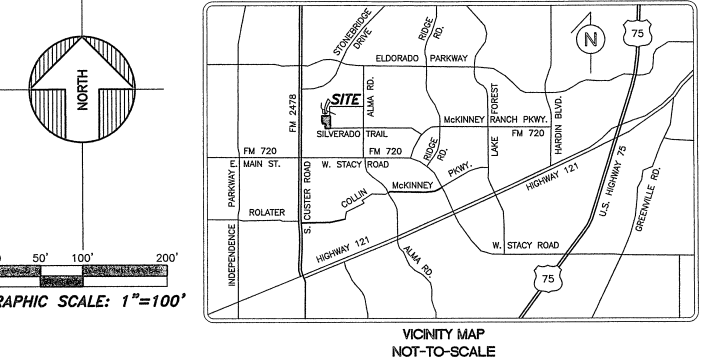 NORTH
0 50' 100' 200'
RAPHIC SCALE: 1"=100'
STONEBRIDGE
DRIVE
RIDGE
RD.
75
N
ELDORADO PARKWAY
FM 2478
SITE
ALMA RD.
FOREST
LAKE
McKINNEY RANCH PKWY.
FM 720
HARDIN BLVD.
SILVERADO TRAIL
FM 720
MAIN ST.
FM 720
W. STACY ROAD
RIDGE
RD.
PARKWAY E.
INDEPENDENCE
S. CUSTER ROAD
COLLIN
McKINNEY
PKWY.
HIGHWAY 121
ROLATER
U.S. HIGHWAY 75
GREENVILLE RD.
HIGHWAY 121
ALMA RD.
W. STACY ROAD
75
VICINITY MAP
NOT-TO-SCALE